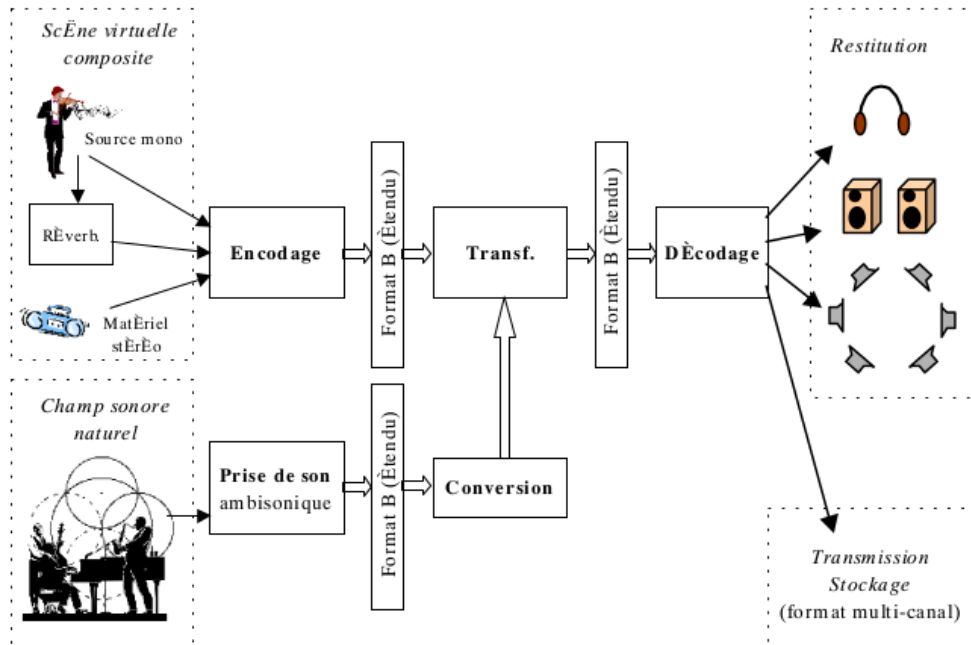 ScËne virtuelle
composite
Source mono
RÈverb.
MatÈriel
stÈrÈo
Encodage
Format B (Ètendu)
Transf.
Format B (Ètendu)
DÈcodage
Restitution
Champ sonore
naturel
Prise de son
ambisonique
Format B (Ètendu)
Conversion
Transmission
Stockage
(format multi-canal)